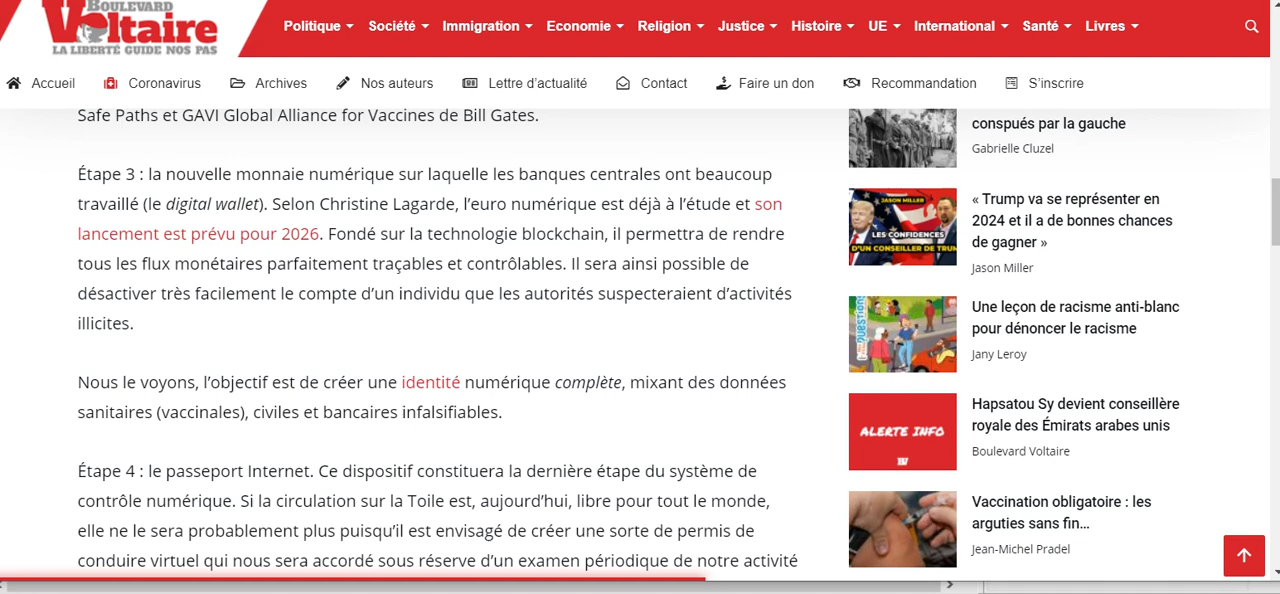 BOULEVARD
Voltaire
LA LIBERTÉ GUIDE NOS PAS
Politique Société Immigration Economie Religion Justice Histoire UE International Santé Livres
Accueil Coronavirus Archives Nos auteurs Lettre d'actualité Contact Faire un don Recommandation S'inscrire
Safe Paths et GAVI Global Alliance for Vaccines de Bill Gates.
Étape 3 : la nouvelle monnaie numérique sur laquelle les banques centrales ont beaucoup
travaillé (le digital wallet). Selon Christine Lagarde, l'euro numérique est déjà à l'étude et son
lancement est prévu pour 2026. Fondé sur la technologie blockchain, il permettra de rendre
tous les flux monétaires parfaitement traçables et contrôlables. Il sera ainsi possible de
désactiver très facilement le compte d'un individu que les autorités suspecteraient d'activités
illicites.
Nous le voyons, l'objectif est de créer une identité numérique complète, mixant des données
sanitaires (vaccinales), civiles et bancaires infalsifiables.
Étape 4 : le passeport Internet. Ce dispositif constituera la dernière étape du système de
contrôle numérique. Si la circulation sur la Toile est, aujourd'hui, libre pour tout le monde,
elle ne le sera probablement plus puisqu'il est envisagé de créer une sorte de permis de
conduire virtuel qui nous sera accordé sous réserve d'un examen périodique de notre activité
conspués par la gauche
Gabrielle Cluzel
JASON MILLER
LES CONFIDENCES
D'UN CONSEILLER DE TRUMP
« Trump va se représenter en
2024 et il a de bonnes chances
de gagner »
Jason Miller
QUESTIONS
Une leçon de racisme anti-blanc
pour dénoncer le racisme
Jany Leroy
ALERTE INFO
BV
Hapsatou Sy devient conseillère
royale des Émirats arabes unis
Boulevard Voltaire
Vaccination obligatoire : les
arguties sans fin…
Jean-Michel Pradel